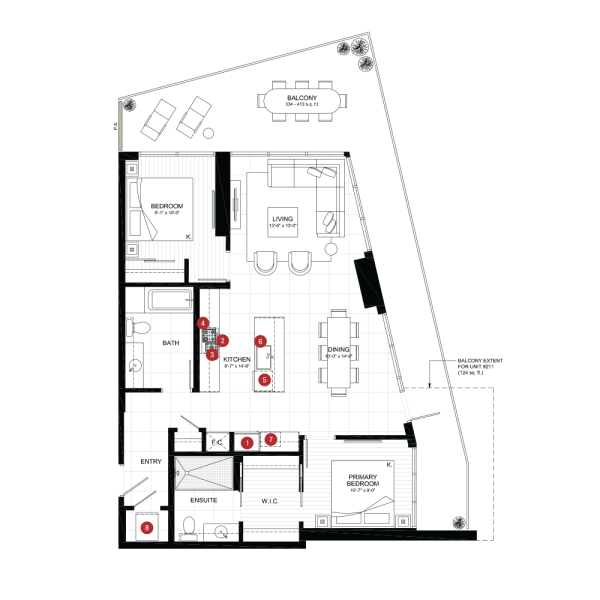 BALCONY
334 - 413 s.q. f.t.
P.S.
BEDROOM
9'-1" x 10'-0"
K.
LIVING
13'-6" x 13'-0"
4
2
3
6
5
KITCHEN
8'-7" x 14'-8"
DINING
10'-0" x 14'-9"
BATH
BALCONY EXTENT
FOR UNIT #211
(124 sq. ft.)
F.C.
1
7
ENTRY
K.
PRIMARY
BEDROOM
10'-7" x 9'-0"
ENSUITE
W.I.C.
8